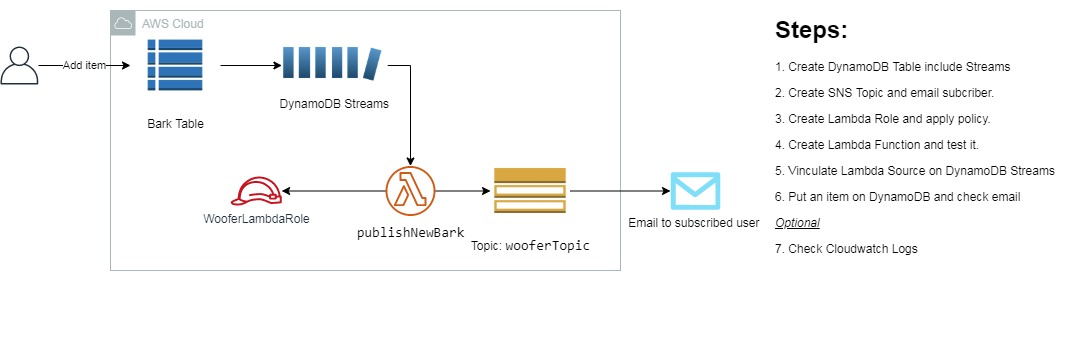 AWS Cloud
Add item
Bark Table
DynamoDB Streams
WooferLambdaRole
publishNewBark
Topic: wooferTopic
Email to subscribed user
Steps:
1. Create DynamoDB Table include Streams
2. Create SNS Topic and email subcriber.
3. Create Lambda Role and apply policy.
4. Create Lambda Function and test it.
5. Vinculate Lambda Source on DynamoDB Streams
6. Put an item on DynamoDB and check email
Optional
7. Check Cloudwatch Logs